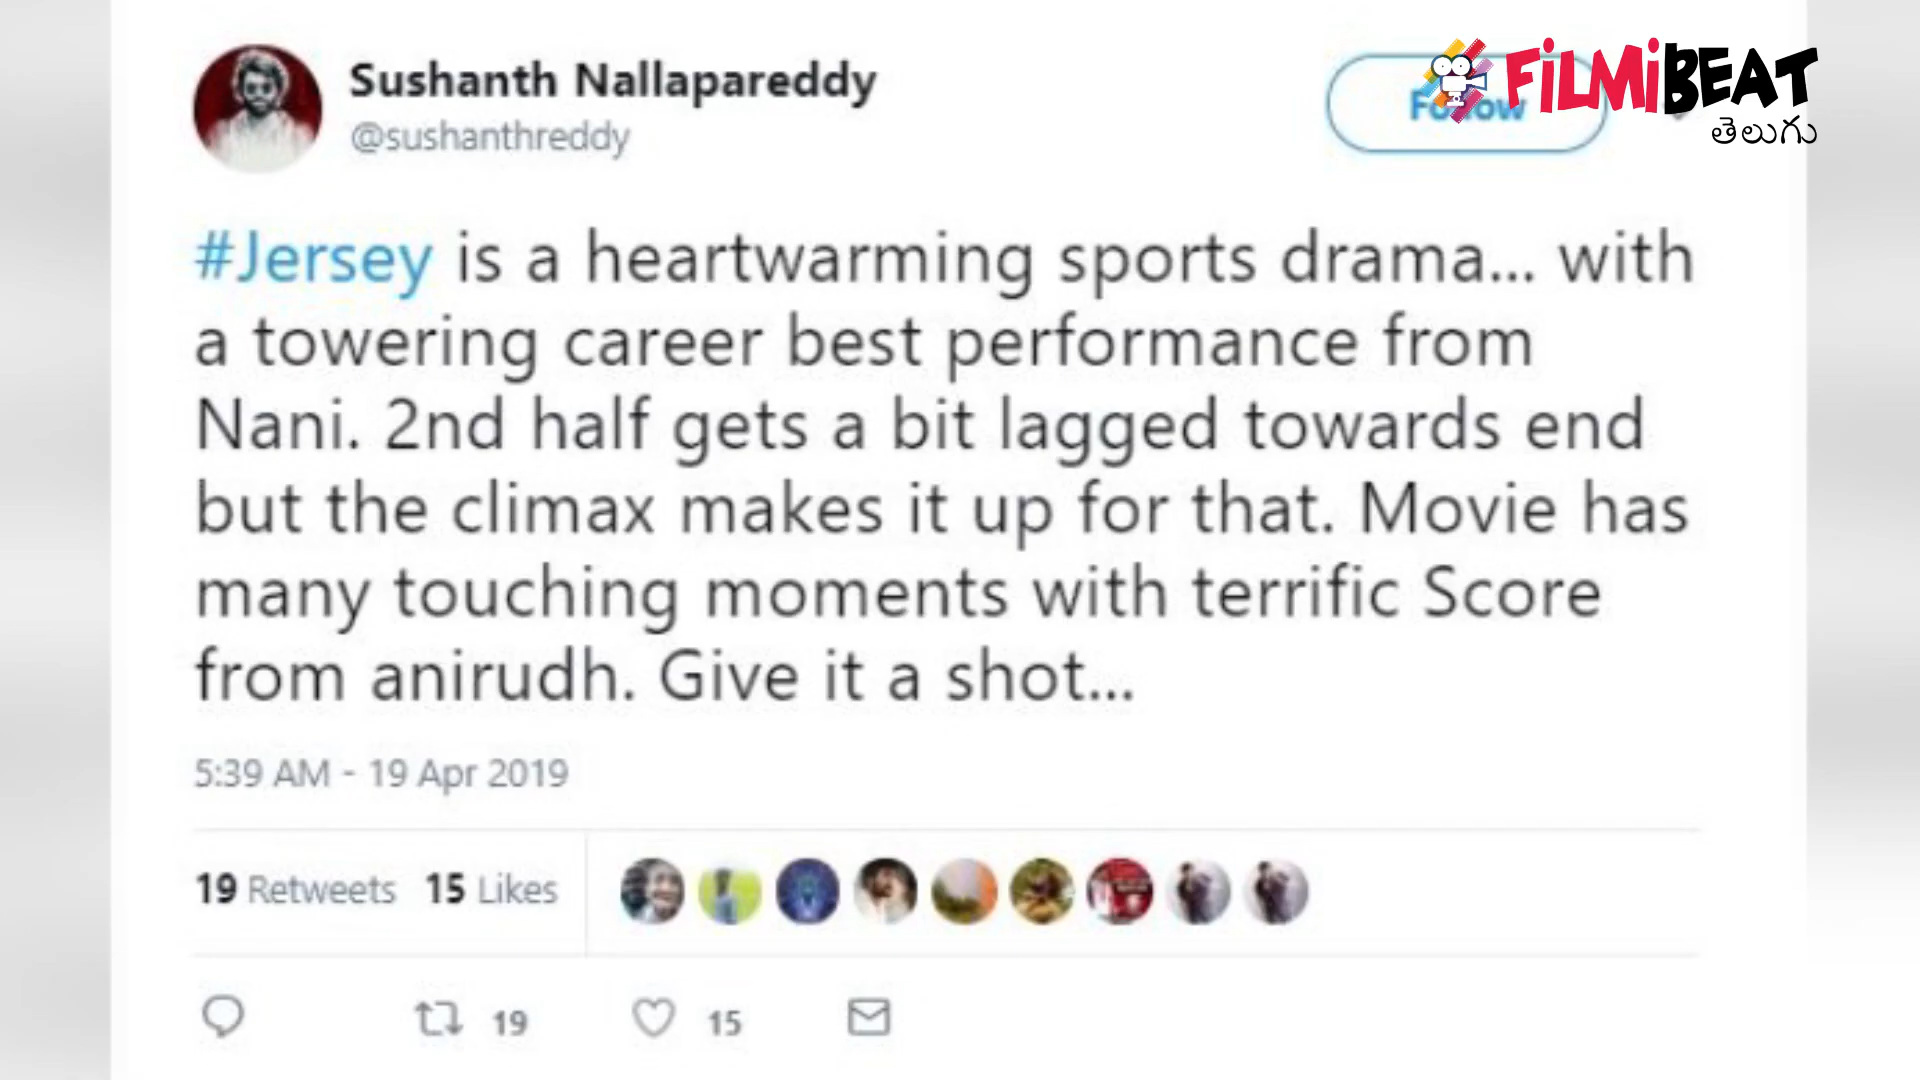 Sushanth Nallapareddy
@sushanthreddy
Follow
FILMIBEAT
తెలుగు
#Jersey is a heartwarming sports drama... with
a towering career best performance from
Nani. 2nd half gets a bit lagged towards end
but the climax makes it up for that. Movie has
many touching moments with terrific Score
from anirudh. Give it a shot...
5:39 AM - 19 Apr 2019
19 Retweets 15 Likes
19 15